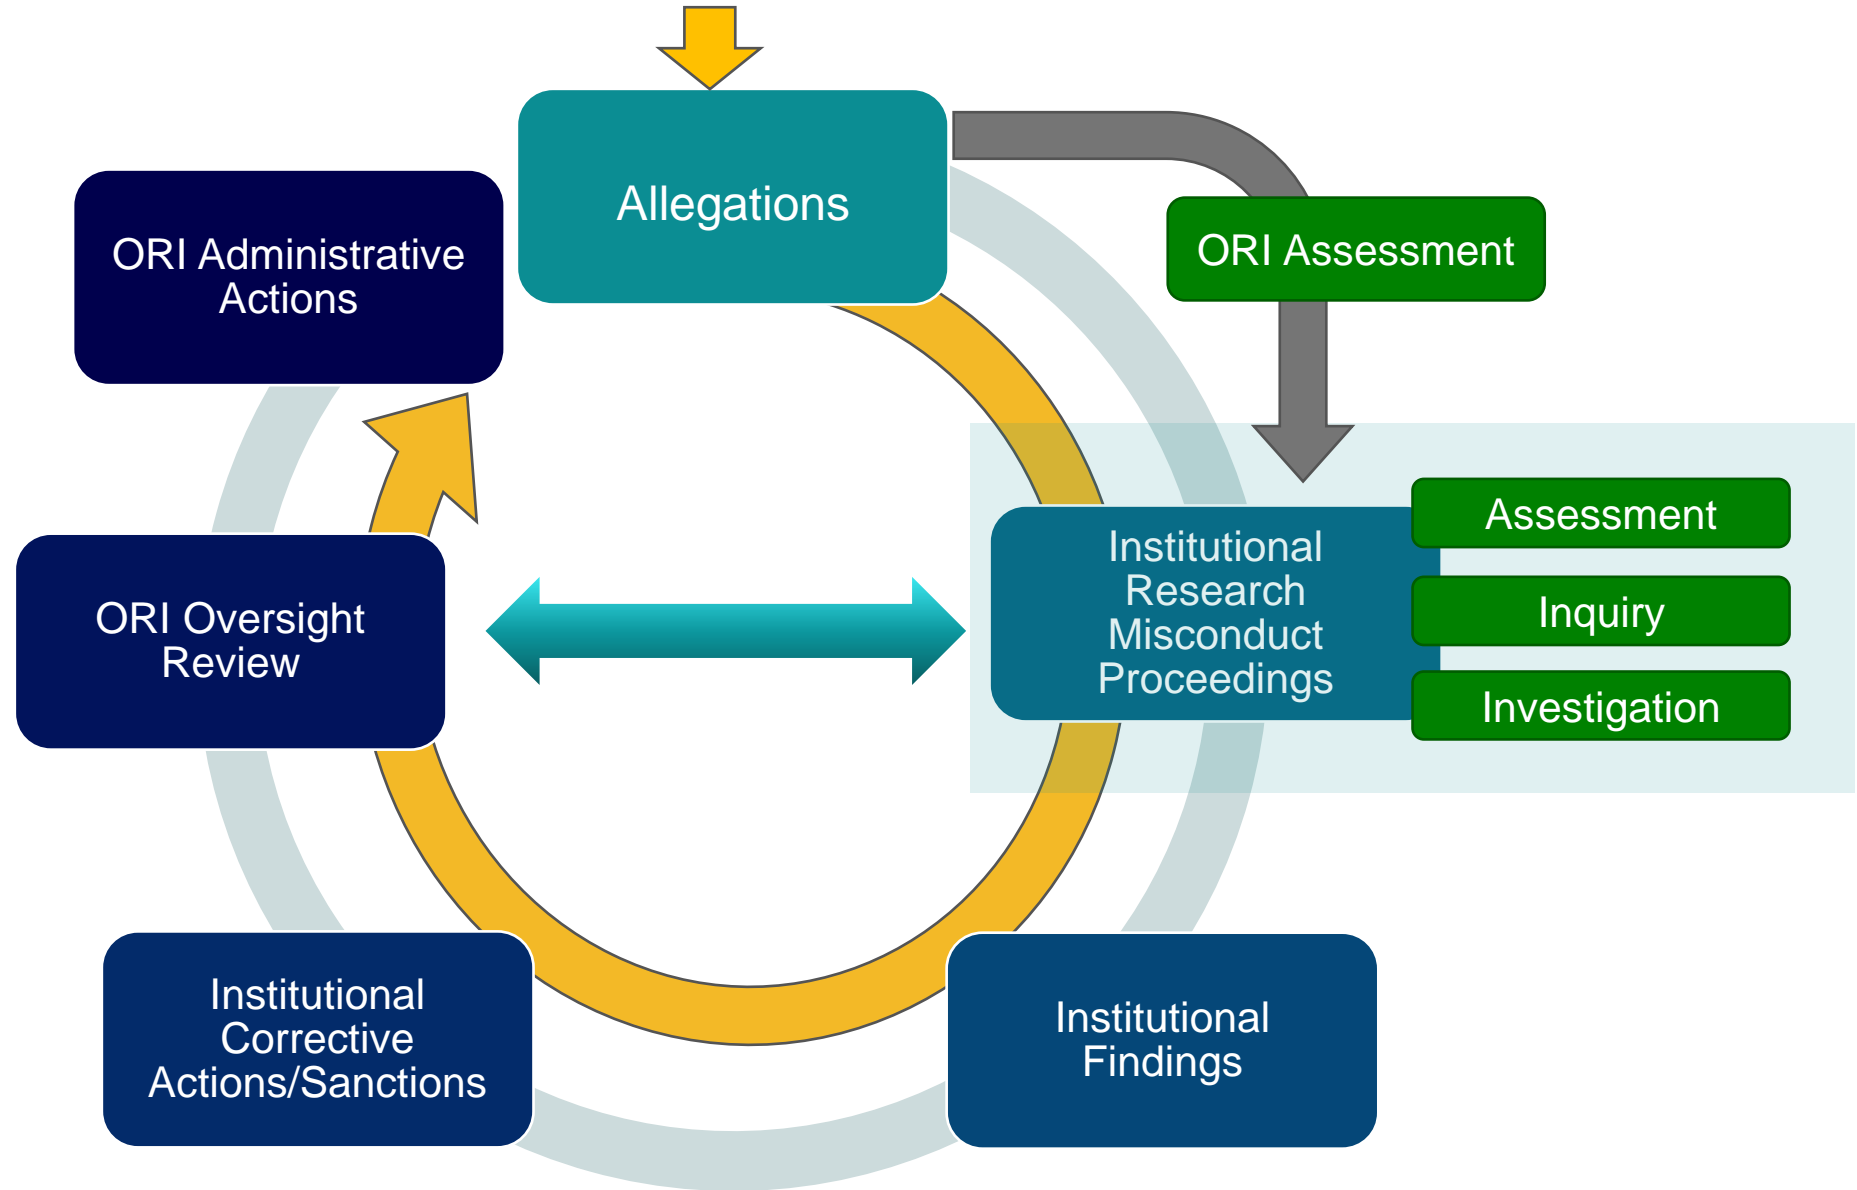 Allegations
ORI Assessment
Institutional
Research
Misconduct
Proceedings
Assessment
Inquiry
Investigation
Institutional
Findings
Institutional
Corrective
Actions/Sanctions
ORI Oversight
Review
ORI Administrative
Actions